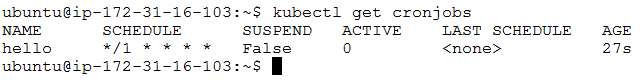 ubuntu@ip-172-31-16-103:~$ kubectl get cronjobs
NAME SCHEDULE SUSPEND ACTIVE LAST SCHEDULE AGE
hello */1 * * * * False 0 <none> 27s
ubuntu@ip-172-31-16-103:~$